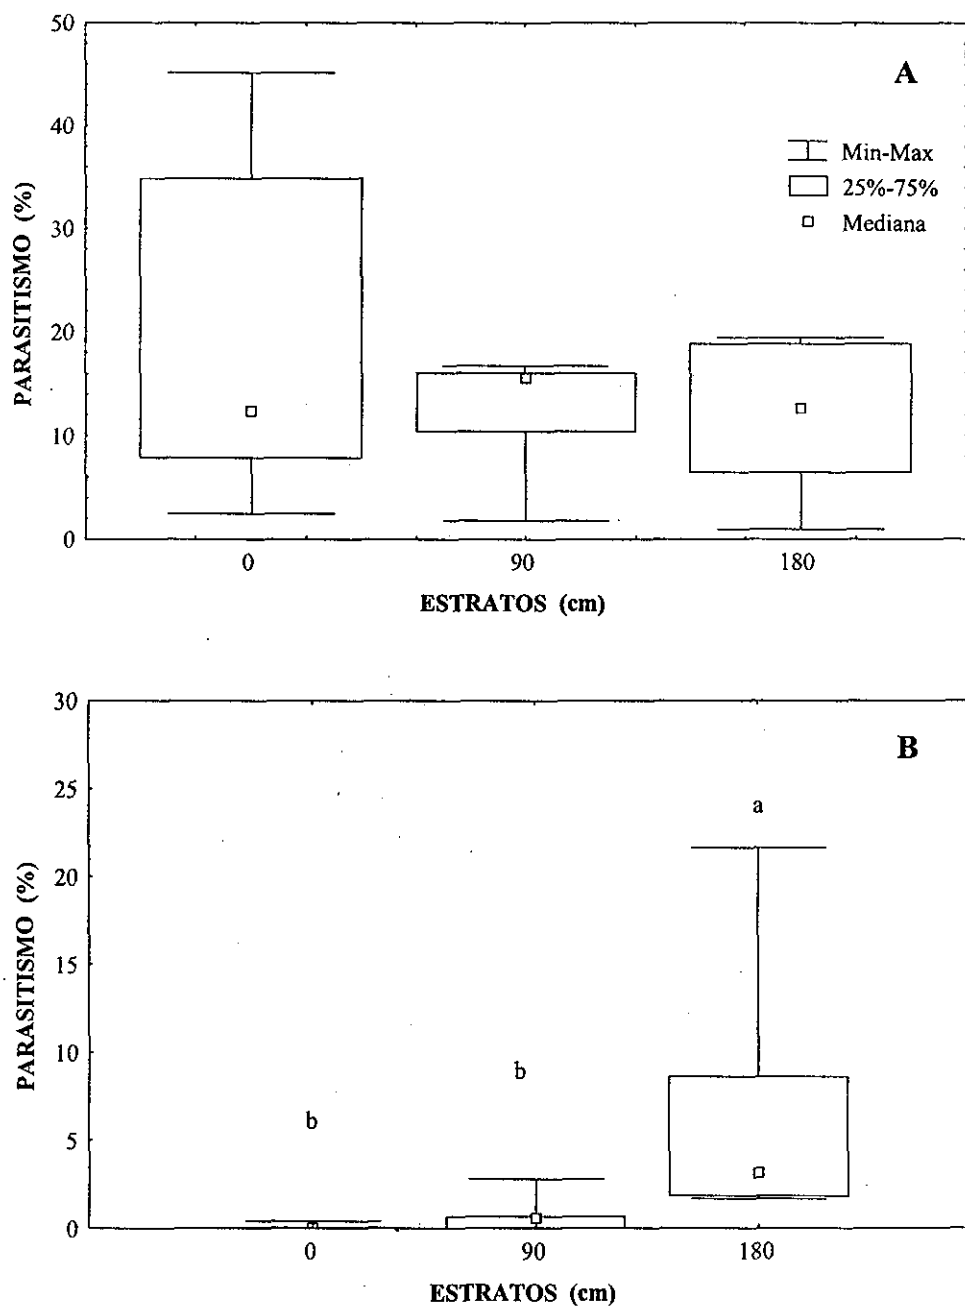 50
A
40
Min-Max
25%-75%
30
Mediana
PARASITISMO (%)
20
10
0
0 90 180
ESTRATOS (cm)
30
B
25
a
20
PARASITISMO (%)
15
10
b
b
5
0
0 90 180
ESTRATOS (cm)